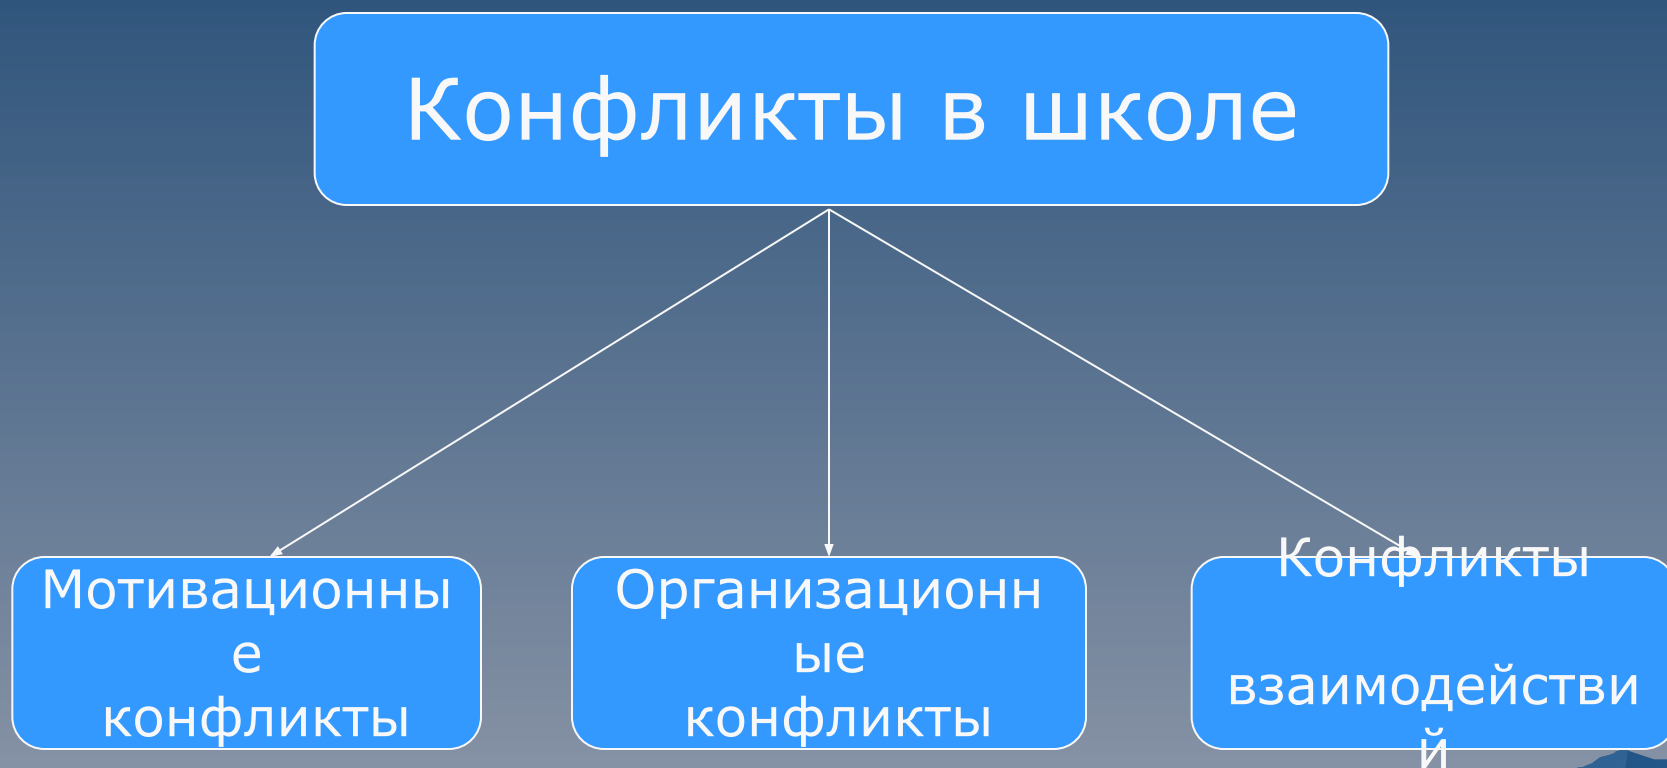 Конфликты в школе
Мотивационны
е
конфликты
Организационн
ые
конфликты
Конфликты
взаимодействи
й